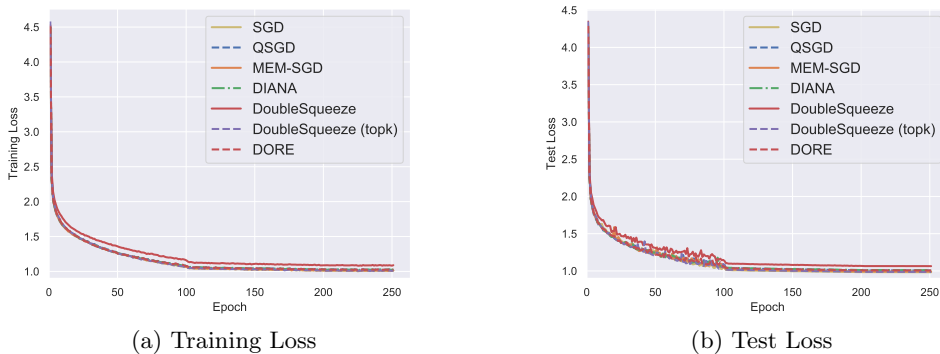 4.5
4.0
3.5
3.0
2.5
2.0
1.5
1.0
Training Loss
0
50
100
150
200
250
Epoch
SGD
QSGD
MEM-SGD
DIANA
DoubleSqueeze
DoubleSqueeze (topk)
DORE
(a) Training Loss
4.5
4.0
3.5
3.0
2.5
2.0
1.5
1.0
Test Loss
0
50
100
150
200
250
Epoch
SGD
QSGD
MEM-SGD
DIANA
DoubleSqueeze
DoubleSqueeze (topk)
DORE
(b) Test Loss